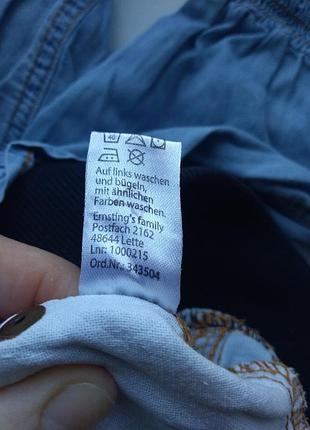 40
Auf links waschen
und bügeln,
mit ähnlichen
Farben waschen.
Ernsting's family
Postfach 2162
48644 Lette
Lnr: 1000215
Ord.Nr.: 343504